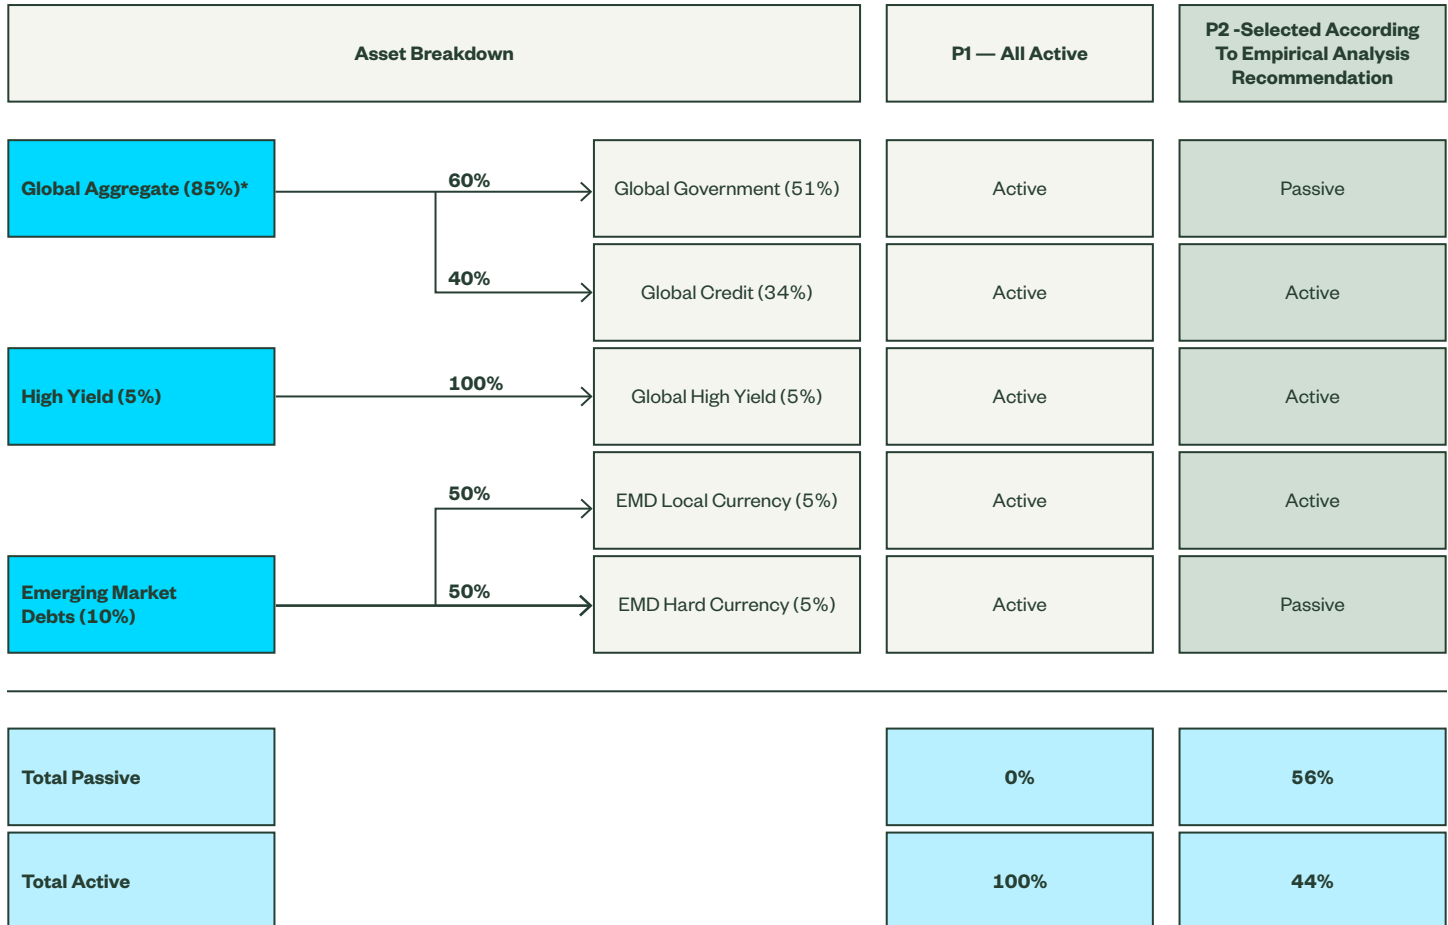 Asset Breakdown
P1 — All Active
P2 -Selected According
To Empirical Analysis
Recommendation
Global Aggregate (85%)*
60%
Global Government (51%)
Active
Passive
40%
Global Credit (34%)
Active
Active
High Yield (5%)
100%
Global High Yield (5%)
Active
Active
50%
EMD Local Currency (5%)
Active
Active
Emerging Market
Debts (10%)
50%
EMD Hard Currency (5%)
Active
Passive
Total Passive
0%
56%
Total Active
100%
44%